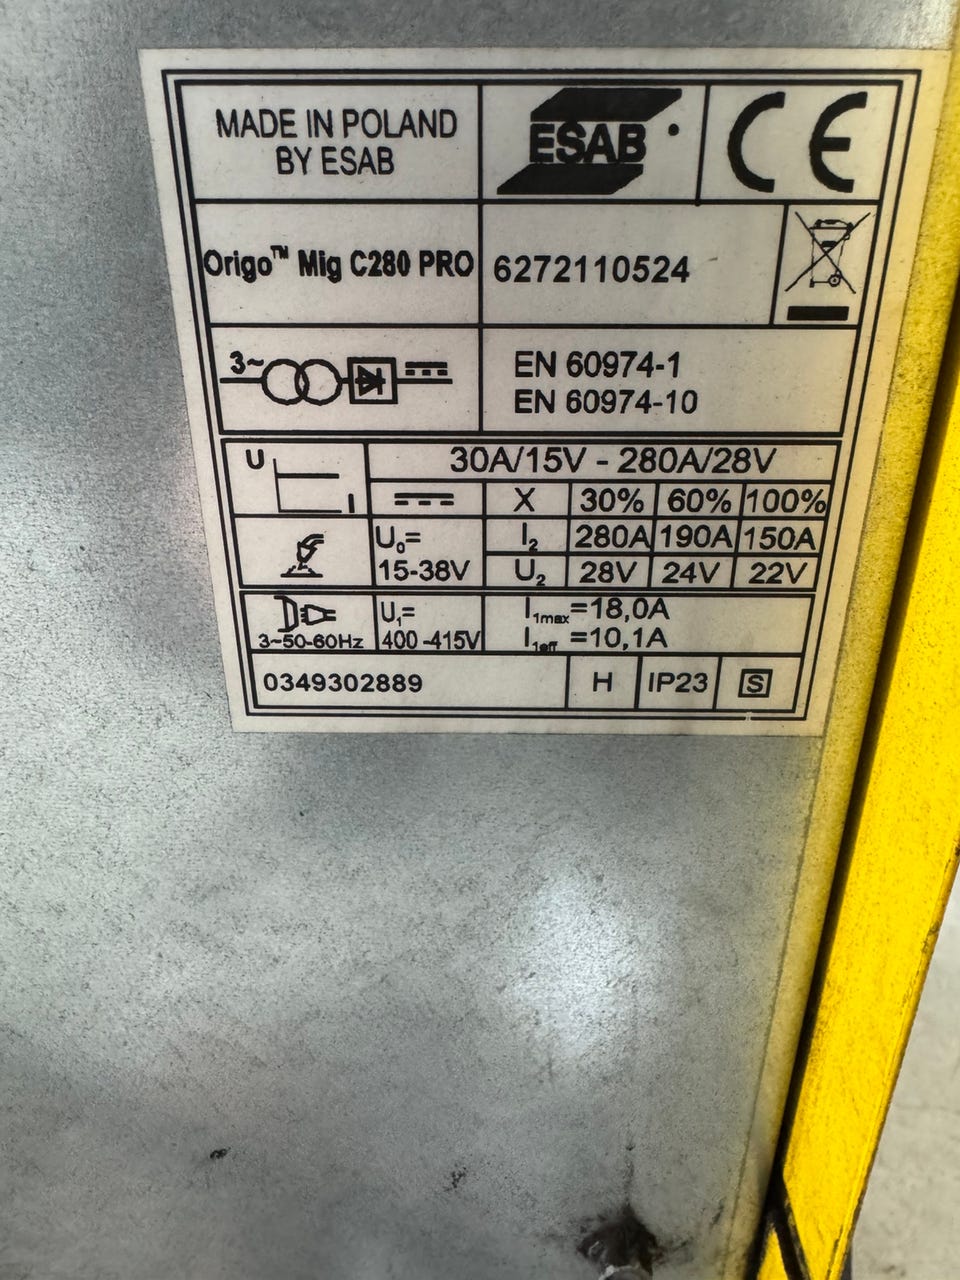 MADE IN POLAND
BY ESAB
ESAB
CE
Origo™ Mig C280 PRO
6272110524
3~
EN 60974-1
EN 60974-10
U
I
30A/15V - 280A/28V
X 30% 60% 100%
U₀=
15-38V
I₂ 280A 190A 150A
U₂ 28V 24V 22V
3~50-60Hz
U₁=
400-415V
I₁max=18,0A
I₁eff =10,1A
0349302889
H
IP23
S